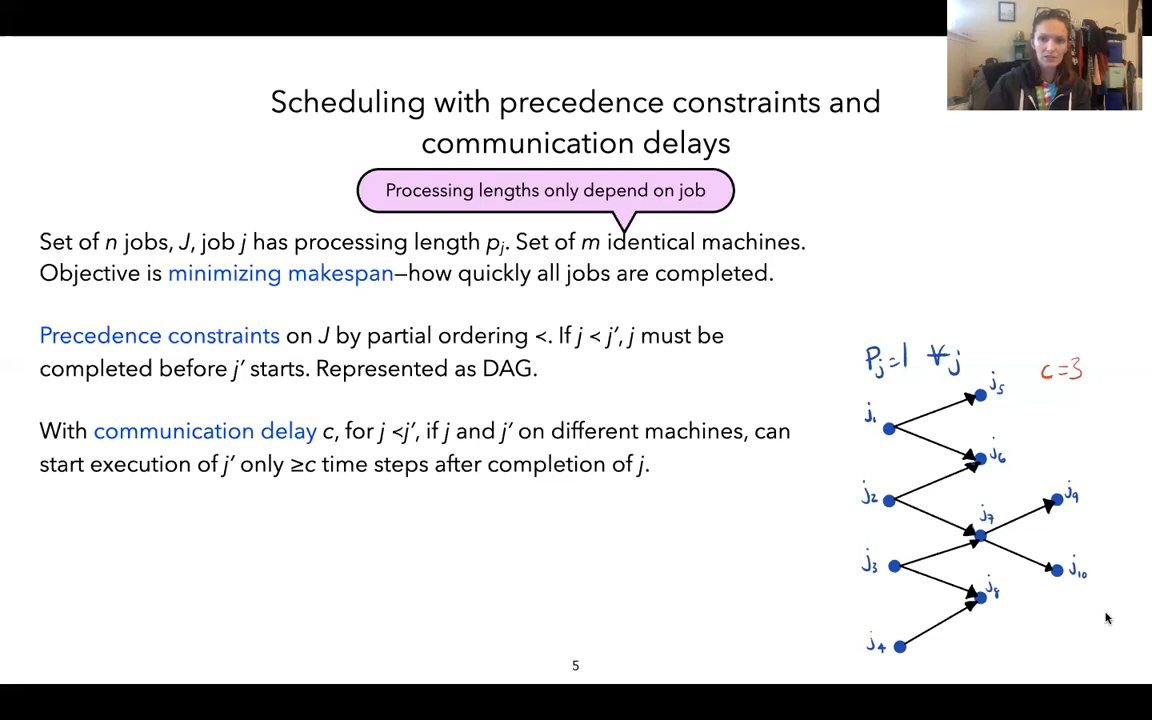 Scheduling with precedence constraints and
communication delays
Processing lengths only depend on job
Set of n jobs, J, job j has processing length pⱼ. Set of m identical machines.
Objective is minimizing makespan—how quickly all jobs are completed.
Precedence constraints on J by partial ordering <. If j < j′, j must be
completed before j′ starts. Represented as DAG.
With communication delay c, for j <j′, if j and j′ on different machines, can
start execution of j′ only ≥c time steps after completion of j.
Pⱼ=1 ∀j
c=3
j₁
j₅
j₆
j₂
j₇
j₉
j₃
j₈
j₁₀
j₄
5